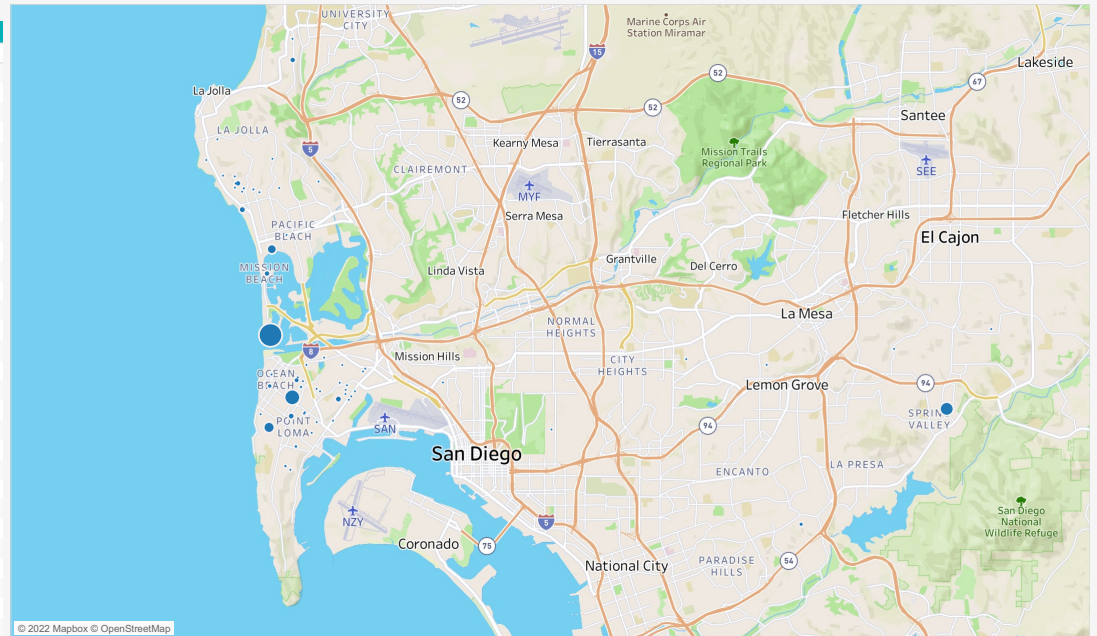 UNIVERSITY
CITY
Marine Corps Air
Station Miramar
15
Lakeside
52
67
La Jolla
52
52
Santee
LA JOLLA
5
Kearny Mesa
Tierrasanta
Mission Trails
Regional Park
CLAIREMONT
SEE
MYF
Serra Mesa
Fletcher Hills
PACIFIC
BEACH
El Cajon
Grantville
Del Cerro
MISSION
BEACH
Linda Vista
La Mesa
NORMAL
HEIGHTS
8
Mission Hills
CITY
HEIGHTS
OCEAN
BEACH
Lemon Grove
94
SPRIN
VALLEY
POINT
LOMA
SAN
94
San Diego
ENCANTO
LA PRESA
NZY
San Diego
National
Wildlife Refuge
5
Coronado
75
National City
PARADISE
HILLS
54
© 2022 Mapbox © OpenStreetMap